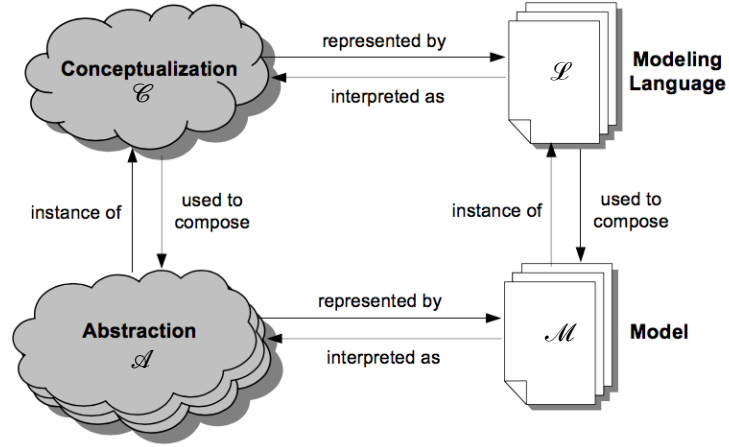 represented by
Conceptualization
𝒞
ℒ
Modeling
Language
interpreted as
instance of
used to
compose
instance of
used to
compose
represented by
Abstraction
𝒜
ℳ
Model
interpreted as